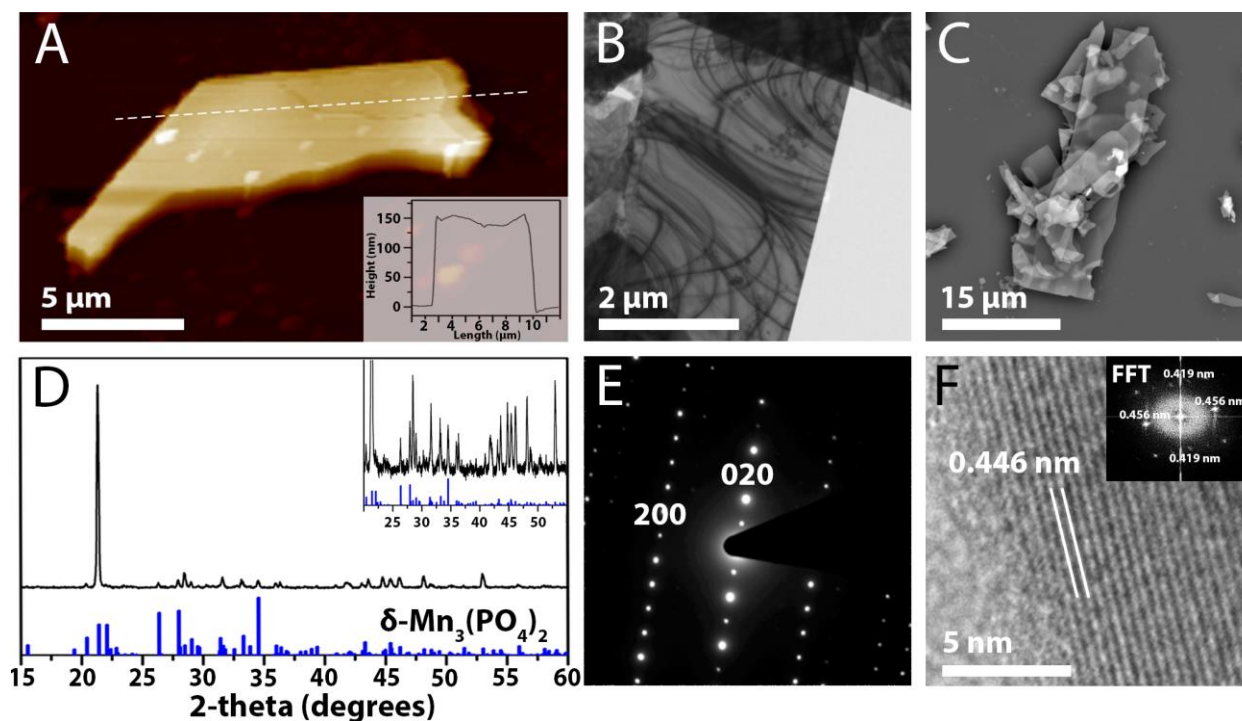 A
5 μm
Height (nm)
150
100
50
0
2 4 6 8 10
Length (μm)
B
2 μm
C
15 μm
D
25 30 35 40 45 50
δ-Mn₃(PO₄)₂
15 20 25 30 35 40 45 50 55 60
2-theta (degrees)
E
020
200
F
FFT
0.419 nm
0.456 nm
0.456 nm
0.419 nm
0.446 nm
5 nm